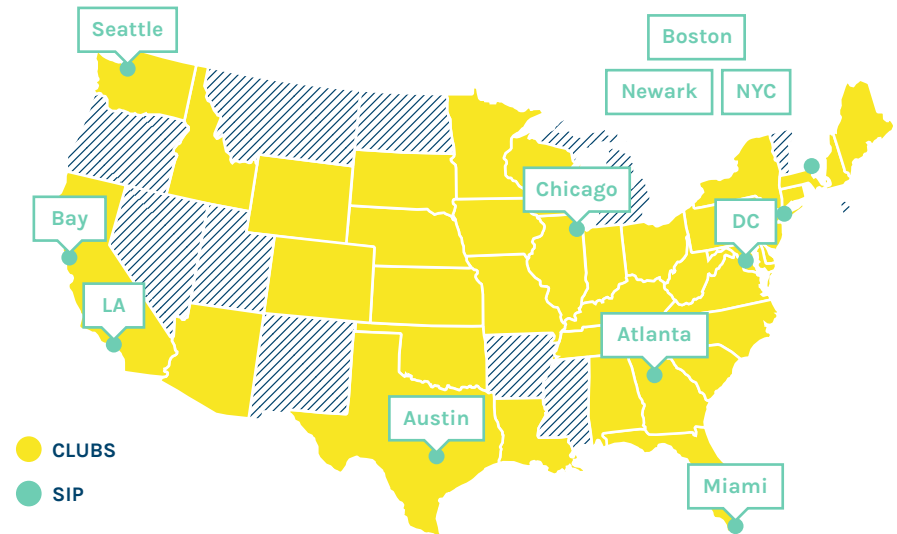 Seattle
Boston
Newark
NYC
Chicago
Bay
DC
LA
Atlanta
Austin
CLUBS
Miami
SIP